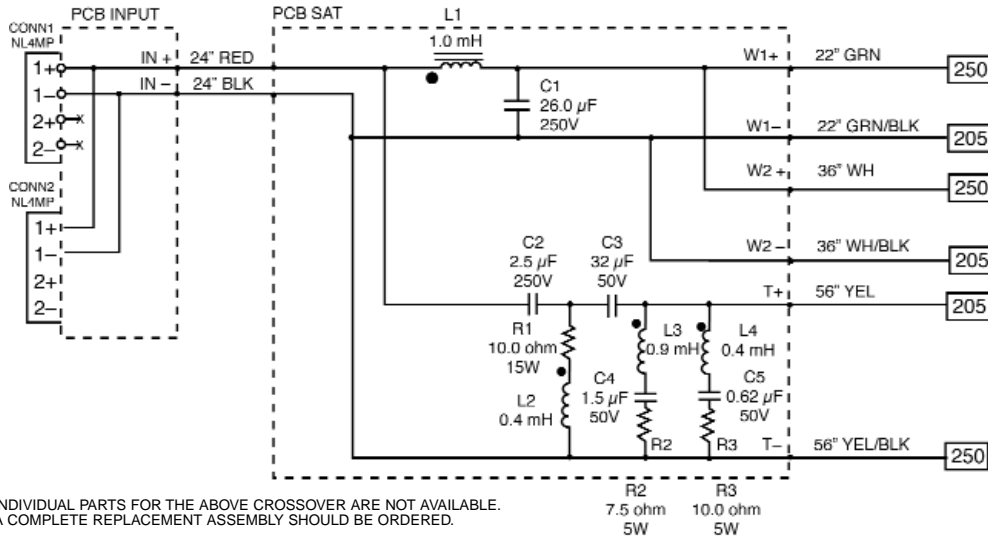 PCB INPUT
PCB SAT
L1
CONN1
NL4MP
IN +
24" RED
1.0 mH
W1+
22" GRN
250
1+
IN –
24" BLK
1–
C1
26.0 µF
250V
2+
W1–
22" GRN/BLK
205
2–
W2 +
36" WH
250
CONN2
NL4MP
1+
1–
2+
2–
C2
2.5 µF
250V
C3
32 µF
50V
W2 –
36" WH/BLK
205
T+
56" YEL
205
R1
10.0 ohm
15W
L3
0.9 mH
L4
0.4 mH
L2
0.4 mH
C4
1.5 µF
50V
C5
0.62 µF
50V
R2
R3
T–
56" YEL/BLK
250
R2
7.5 ohm
5W
R3
10.0 ohm
5W
INDIVIDUAL PARTS FOR THE ABOVE CROSSOVER ARE NOT AVAILABLE.
A COMPLETE REPLACEMENT ASSEMBLY SHOULD BE ORDERED.